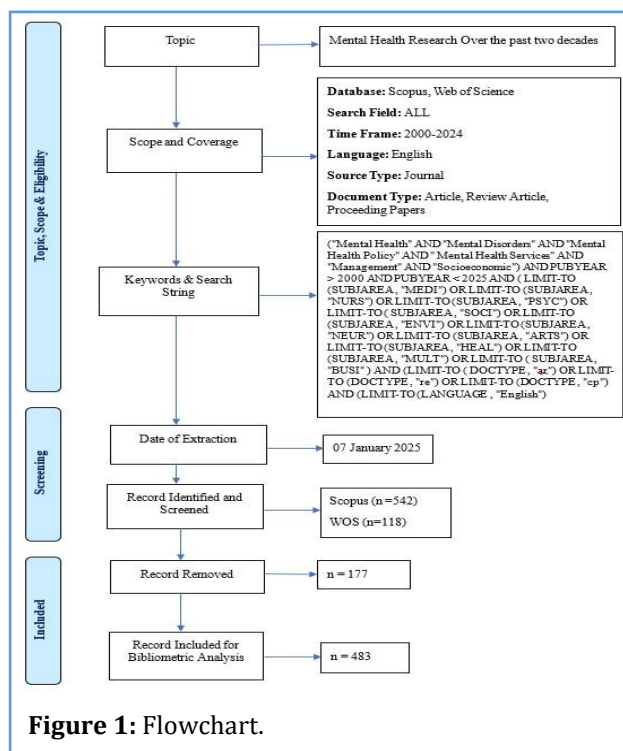 Topic, Scope & Eligibility
Topic
Mental Health Research Over the past two decades
Scope and Coverage
Database: Scopus, Web of Science
Search Field: ALL
Time Frame: 2000-2024
Language: English
Source Type: Journal
Document Type: Article, Review Article,
Proceeding Papers
Keywords & Search
String
("Mental Health" AND "Mental Disorders" AND "Mental
Health Policy" AND " Mental Health Services" AND
"Management" AND "Socioeconomic") AND PUBYEAR
> 2000 AND PUBYEAR < 2025 AND ( LIMIT-TO
(SUBJAREA, "MEDI") OR LIMIT-TO (SUBJAREA,
"NURS") OR LIMIT-TO (SUBJAREA, "PSYC") OR
LIMIT-TO ( SUBJAREA, "SOCI") OR LIMIT-TO
(SUBJAREA, "ENVI") OR LIMIT-TO (SUBJAREA,
"NEUR") OR LIMIT-TO (SUBJAREA, "ARTS") OR
LIMIT-TO (SUBJAREA, "HEAL") OR LIMIT-TO
(SUBJAREA, "MULT") OR LIMIT-TO ( SUBJAREA,
"BUSI" ) AND (LIMIT-TO ( DOCTYPE, "ar") OR LIMIT-
TO (DOCTYPE, "re") OR LIMIT-TO (DOCTYPE, "cp")
AND (LIMIT-TO (LANGUAGE , "English")
Screening
Date of Extraction
07 January 2025
Record Identified and
Screened
Scopus (n =542)
WOS (n=118)
Included
Record Removed
n = 177
Record Included for
Bibliometric Analysis
n = 483
Figure 1: Flowchart.